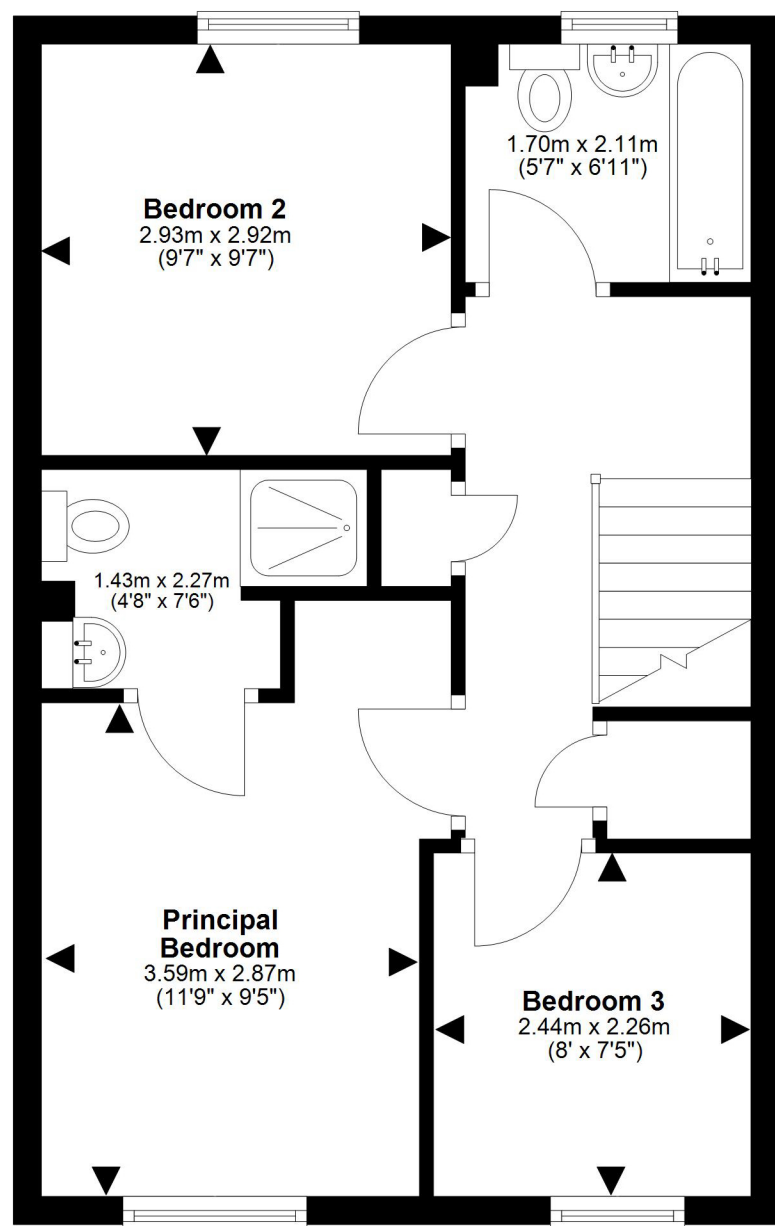 1.70m x 2.11m
(5'7" x 6'11")
Bedroom 2
2.93m x 2.92m
(9'7" x 9'7")
1.43m x 2.27m
(4'8" x 7'6")
Principal
Bedroom
3.59m x 2.87m
(11'9" x 9'5")
Bedroom 3
2.44m x 2.26m
(8' x 7'5")